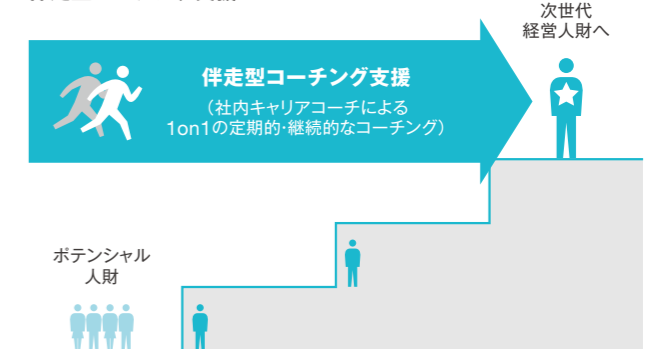 次世代
経営人財へ
伴走型コーチング支援
（社内キャリアコーチによる
1on1の定期的・継続的なコーチング）
ポテンシャル
人財